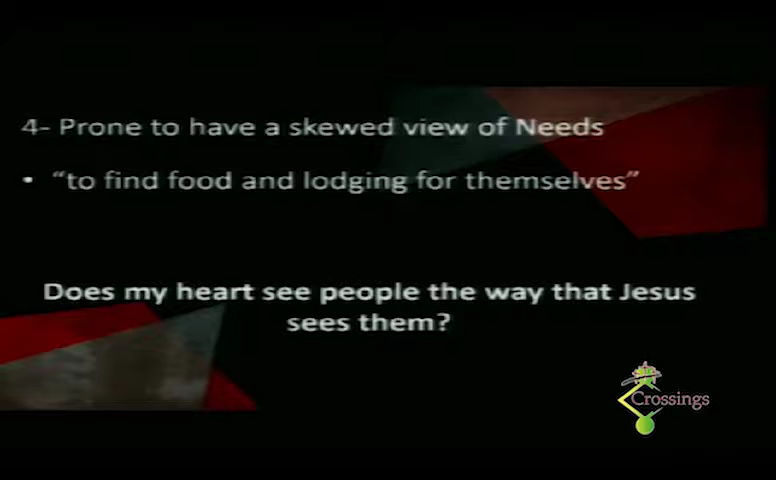 4- Prone to have a skewed view of Needs
• “to find food and lodging for themselves”
Does my heart see people the way that Jesus
sees them?
Crossings